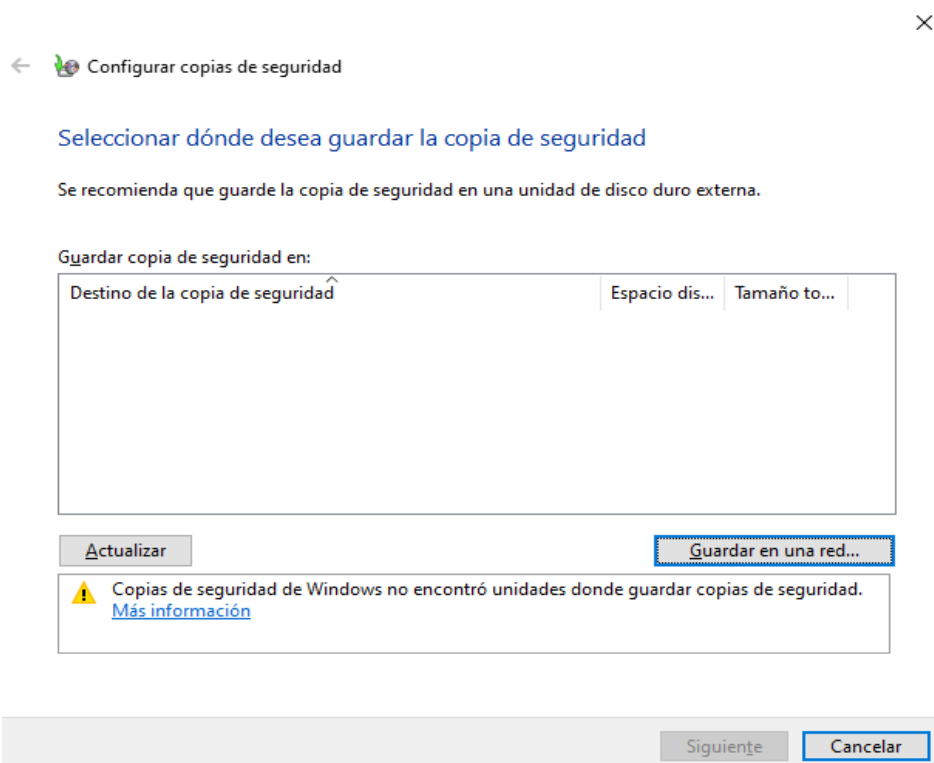 Configurar copias de seguridad
Seleccionar dónde desea guardar la copia de seguridad
Se recomienda que guarde la copia de seguridad en una unidad de disco duro externa.
Guardar copia de seguridad en:
Destino de la copia de seguridad Espacio dis... Tamaño to...
Actualizar Guardar en una red...
Copias de seguridad de Windows no encontró unidades donde guardar copias de seguridad.
Más información
Siguiente Cancelar